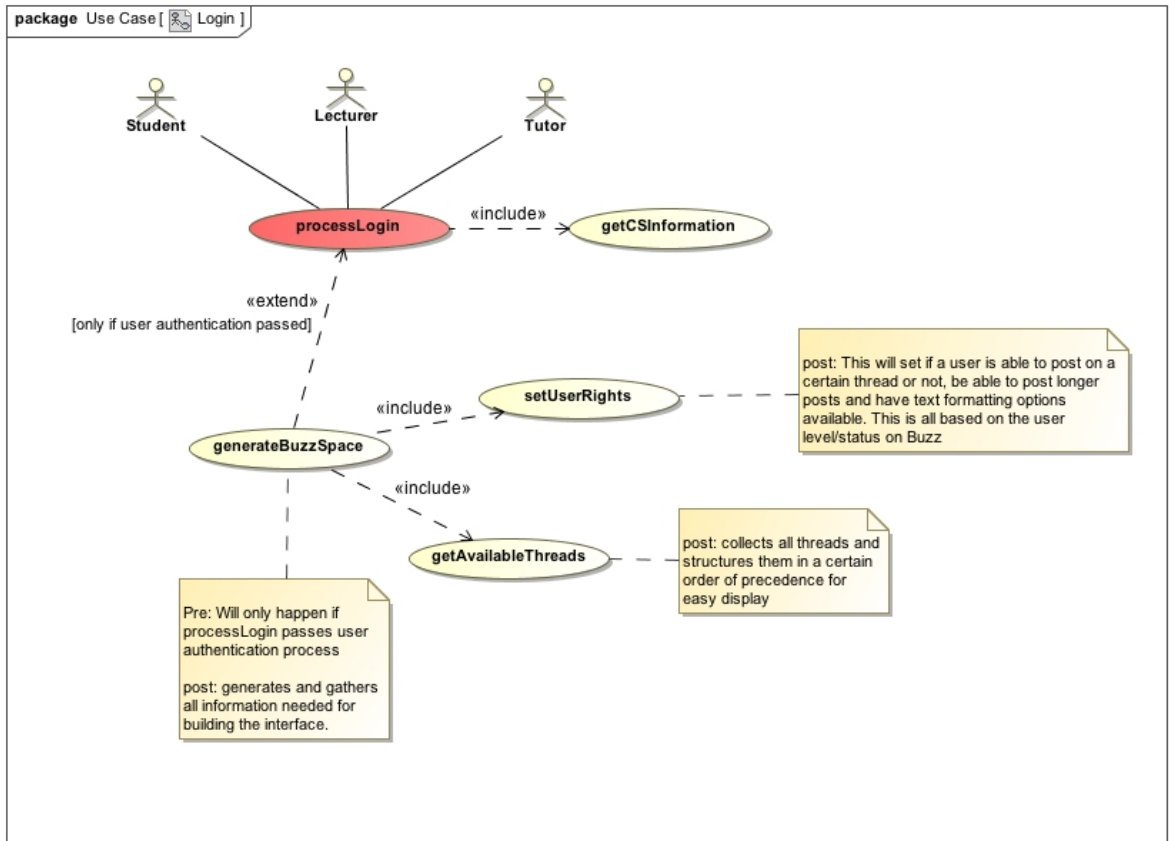 package Use Case [ Login ]
Student
Lecturer
Tutor
processLogin
«include»
getCSInformation
«extend»
[only if user authentication passed]
generateBuzzSpace
«include»
setUserRights
post: This will set if a user is able to post on a
certain thread or not, be able to post longer
posts and have text formatting options
available. This is all based on the user
level/status on Buzz
«include»
getAvailableThreads
post: collects all threads and
structures them in a certain
order of precedence for
easy display
Pre: Will only happen if
processLogin passes user
authentication process
post: generates and gathers
all information needed for
building the interface.